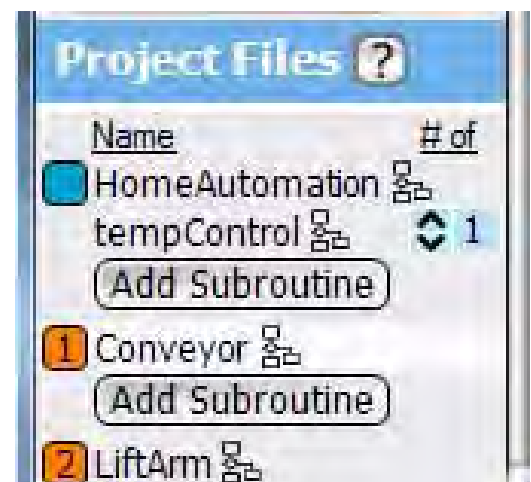 Project Files ?
Name # of
HomeAutomation
tempControl 1
Add Subroutine
1 Conveyor
Add Subroutine
2 LiftArm